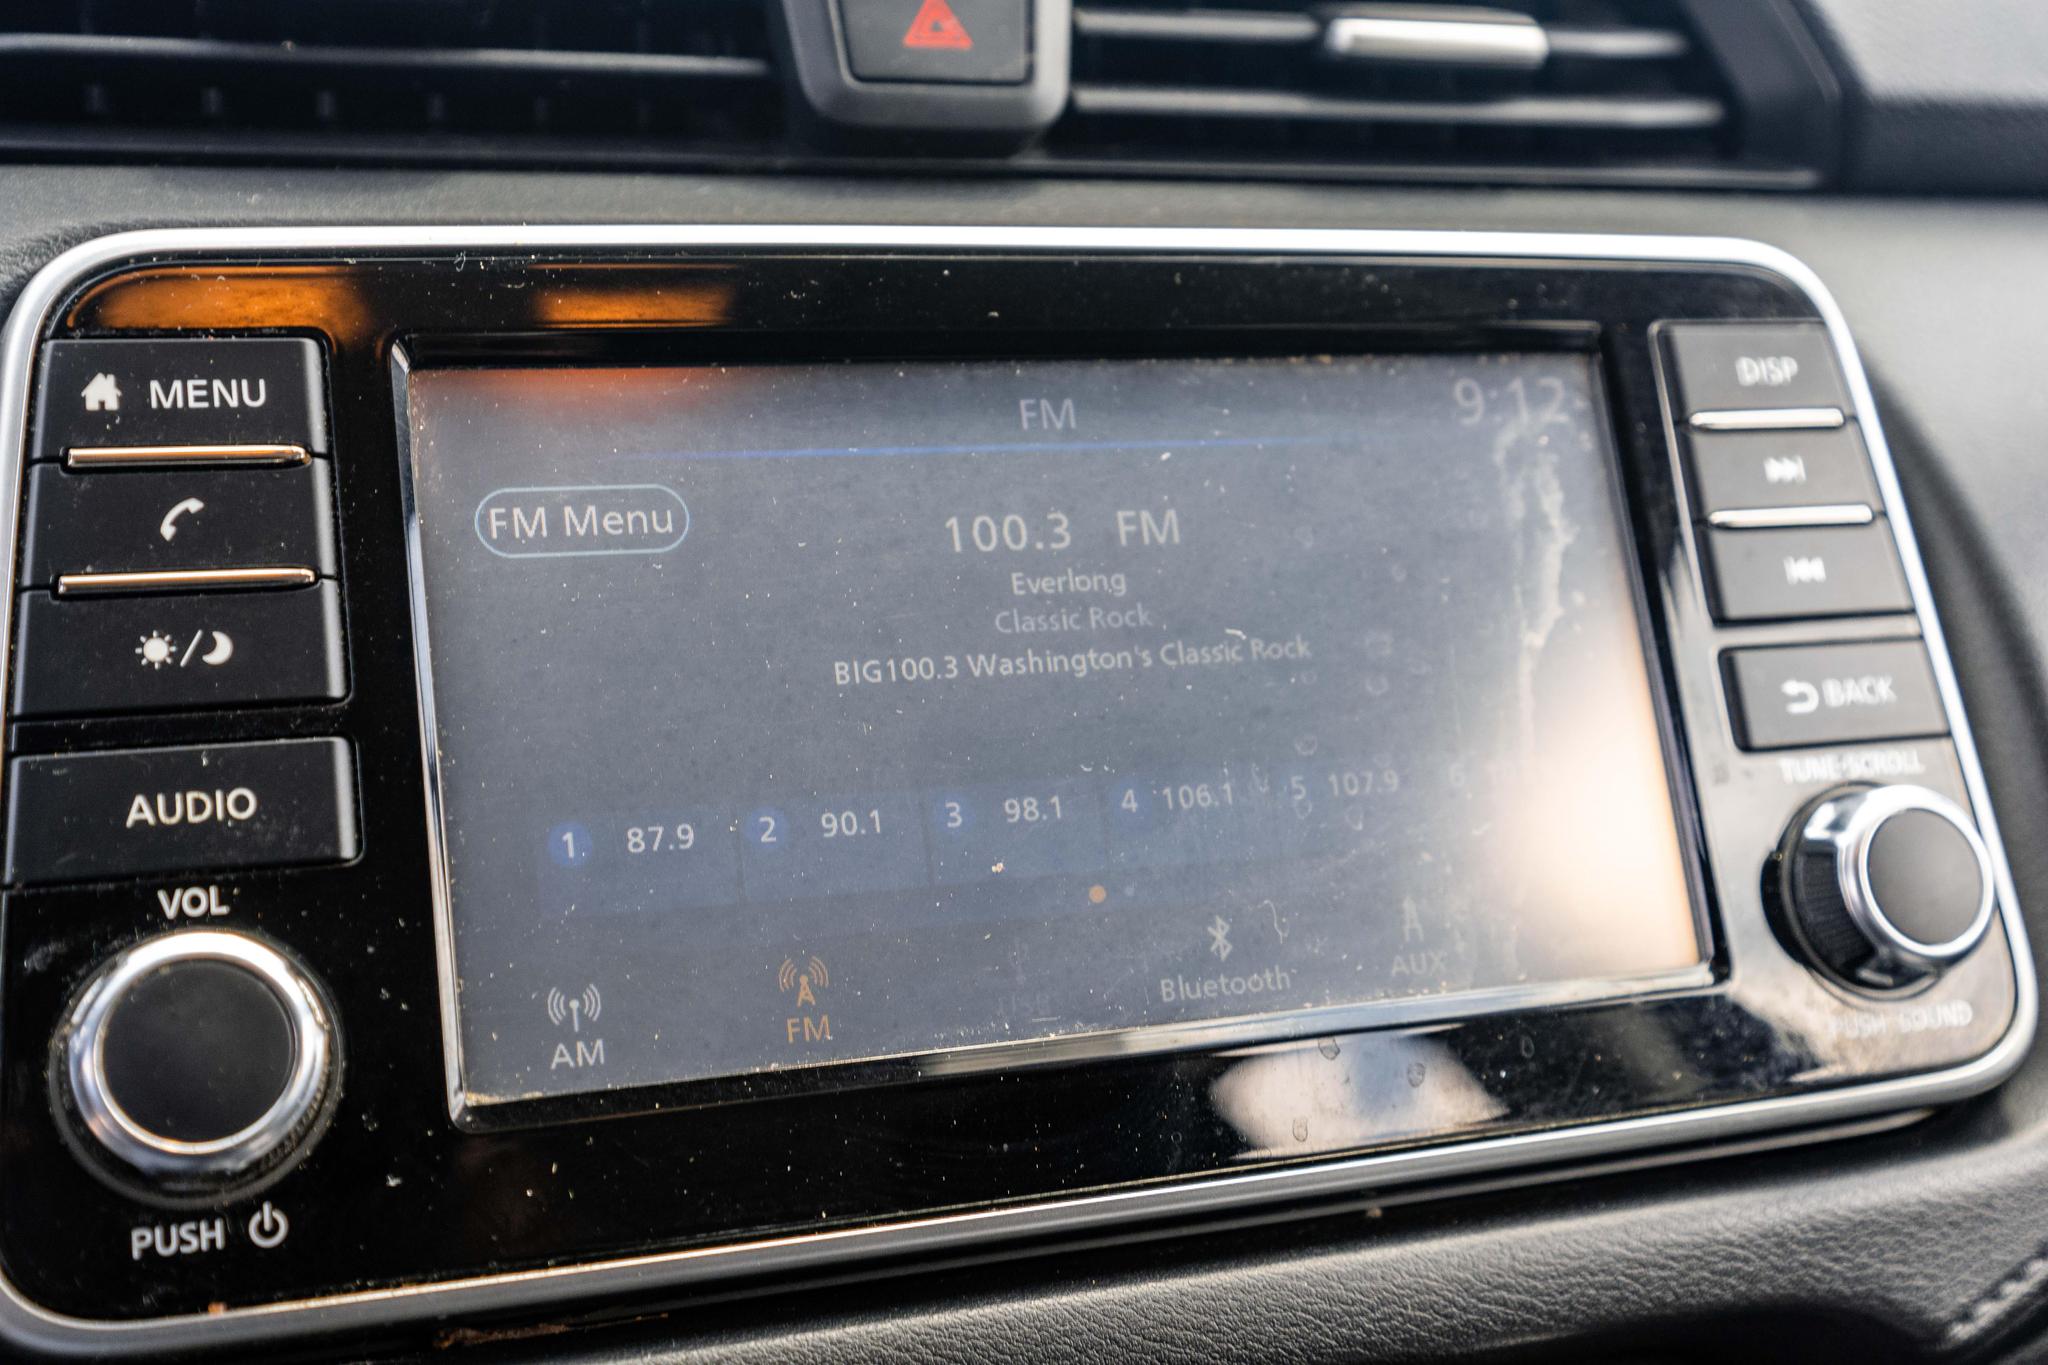 MENU
AUDIO
VOL
PUSH
FM
9:12
FM Menu
100.3 FM
Everlong
Classic Rock
BIG100.3 Washington's Classic Rock
1 87.9 2 90.1 3 98.1 4 106.1 5 107.9 6
AM FM USB Bluetooth AUX
DISP
BACK
TUNE·SCROLL
PUSH SOUND